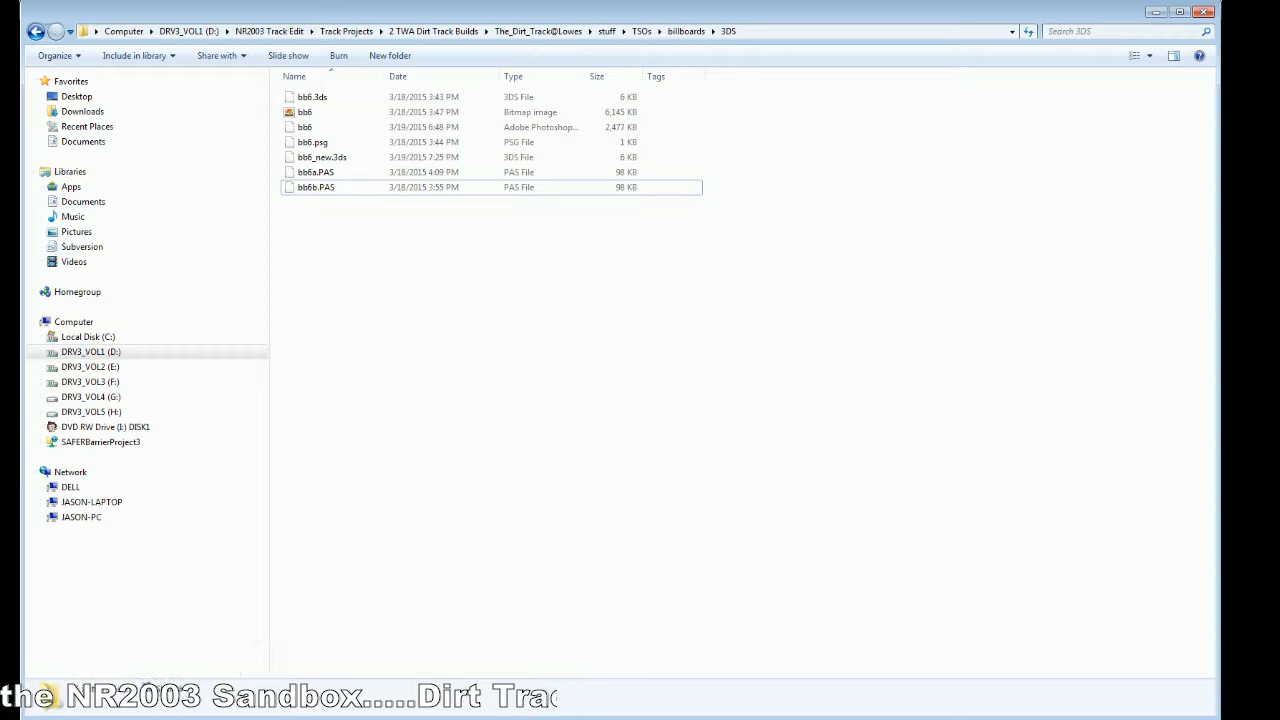 Computer DRV3_VOL1 (D:) NR2003 Track Edit Track Projects 2 TWA Dirt Track Builds The_Dirt_Track@Lowes stuff TSOs billboards 3DS Search 3DS
Organize Include in library Share with Slide show Burn New folder
Name Date Type Size Tags
bb6.3ds 3/18/2015 3:43 PM 3DS File 6 KB
bb6 3/18/2015 3:47 PM Bitmap image 6,145 KB
bb6 3/19/2015 6:48 PM Adobe Photoshop... 2,477 KB
bb6.psg 3/18/2015 3:44 PM PSG File 1 KB
bb6_new.3ds 3/19/2015 7:25 PM 3DS File 6 KB
bb6a.PAS 3/18/2015 4:09 PM PAS File 98 KB
bb6b.PAS 3/18/2015 3:55 PM PAS File 98 KB
Favorites
Desktop
Downloads
Recent Places
Documents
Libraries
Apps
Documents
Music
Pictures
Subversion
Videos
Homegroup
Computer
Local Disk (C:)
DRV3_VOL1 (D:)
DRV3_VOL2 (E:)
DRV3_VOL3 (F:)
DRV3_VOL4 (G:)
DRV3_VOL5 (H:)
DVD RW Drive (I:) DISK1
SAFERBarrierProject3
Network
DELL
JASON-LAPTOP
JASON-PC
the NR2003 Sandbox.....Dirt Trac